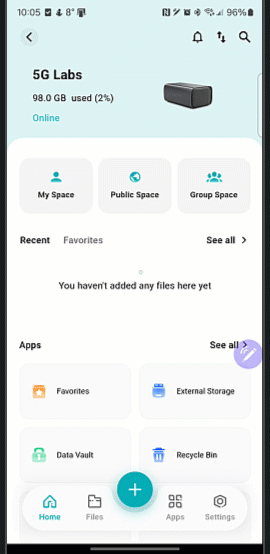 10:05 8° 96%
5G Labs
98.0 GB used (2%)
Online
My Space Public Space Group Space
Recent Favorites See all
You haven't added any files here yet
Apps See all
Favorites External Storage
Data Vault Recycle Bin
Home Files Apps Settings